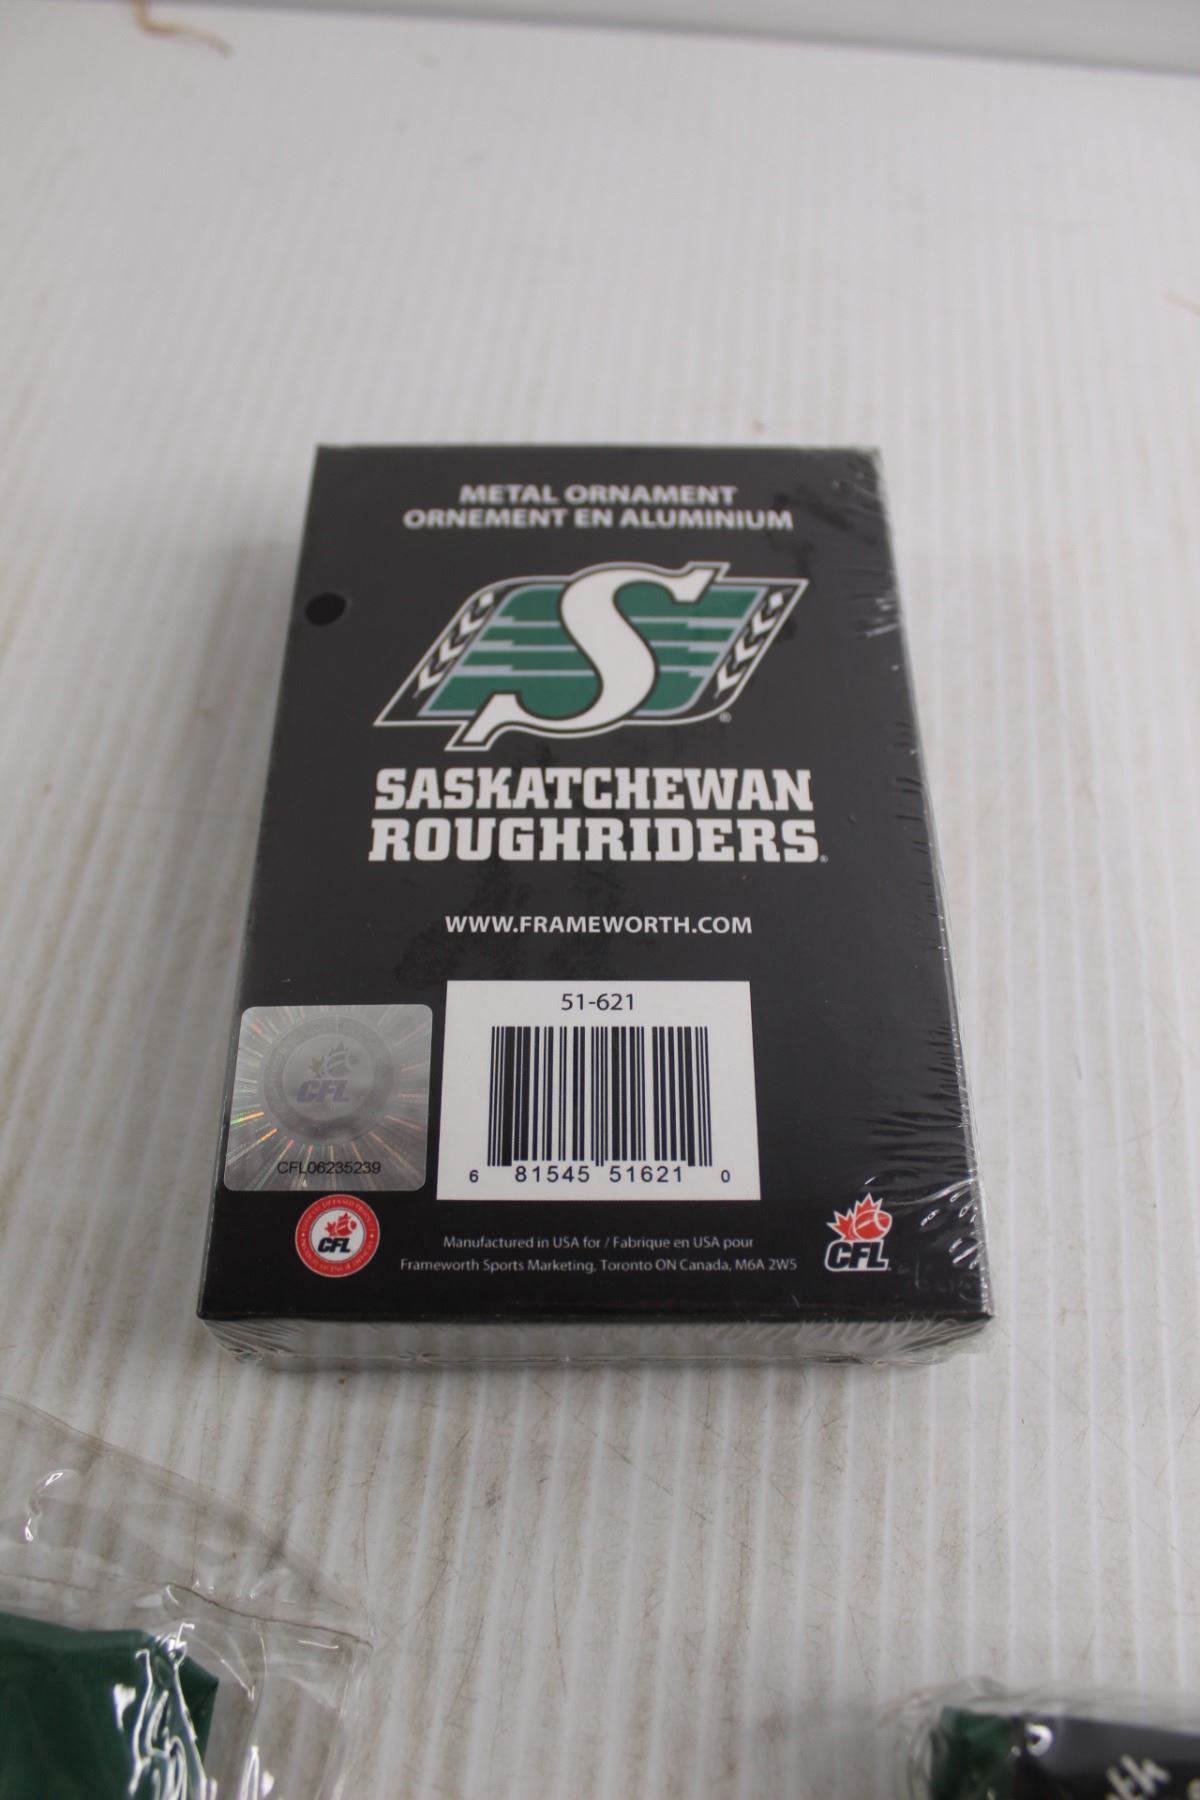 METAL ORNAMENT
ORNEMENT EN ALUMINIUM
S
®
SASKATCHEWAN
ROUGHRIDERS®
WWW.FRAMEWORTH.COM
51-621
6 81545 51621 0
CFL
CFL06235239
CFL
Manufactured in USA for / Fabrique en USA pour
Frameworth Sports Marketing, Toronto ON Canada, M6A 2W5
CFL